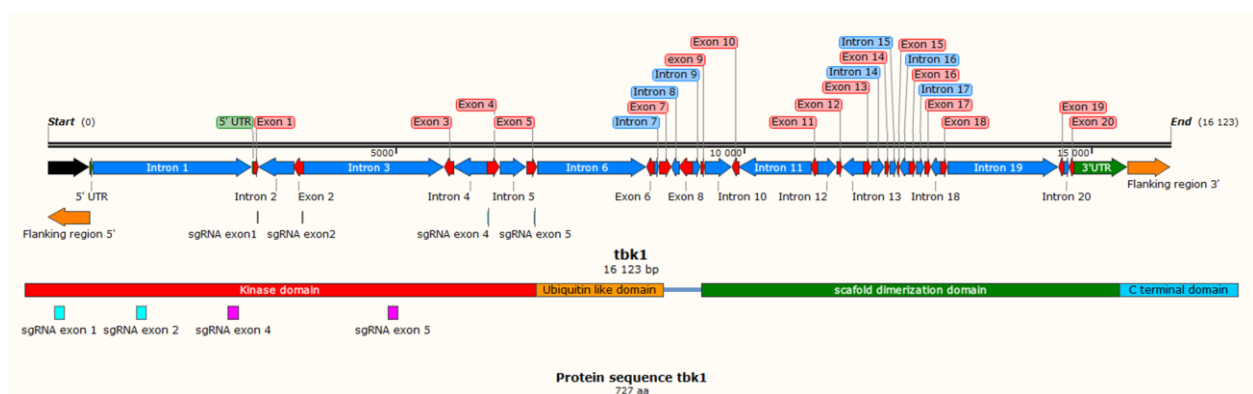 Intron 15 Exon 15
Exon 10 Exon 14 Intron 16
exon 9 Intron 14 Exon 16
Intron 9 Exon 13 Intron 17
Exon 4 Intron 8 Exon 12 Exon 17 Exon 19
Start (0) 5' UTR Exon 1 Exon 3 Exon 5 Exon 7 Intron 7 Exon 11 Exon 18 Exon 20 End (16 123)
5000 10 000 15 000
Intron 1 Intron 3 Intron 6 Intron 11 Intron 19 3'UTR
5' UTR Intron 2 Exon 2 Intron 4 Intron 5 Exon 6 Exon 8 Intron 10 Intron 12 Intron 13 Intron 18 Intron 20 Flanking region 3'
Flanking region 5' sgRNA exon1 sgRNA exon2 sgRNA exon 4 sgRNA exon 5
tbk1
16 123 bp
Kinase domain Ubiquitin like domain scafold dimerization domain C terminal domain
sgRNA exon 1 sgRNA exon 2 sgRNA exon 4 sgRNA exon 5
Protein sequence tbk1
727 aa